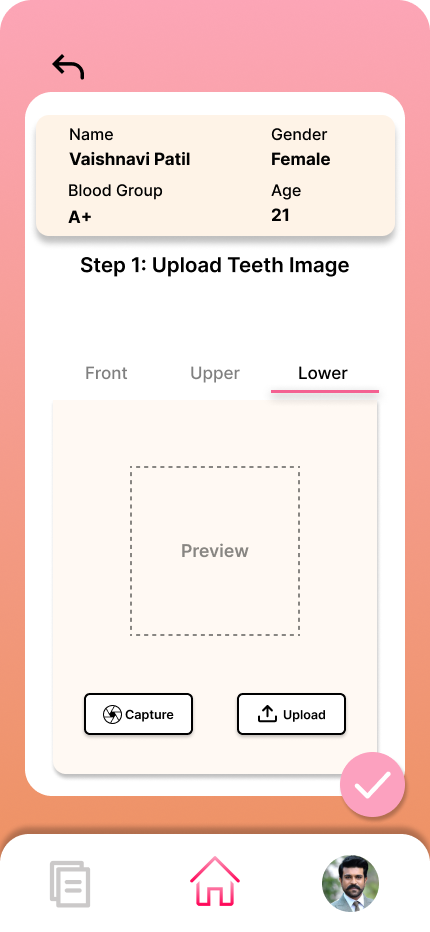 Name Gender
Vaishnavi Patil Female
Blood Group Age
A+ 21
Step 1: Upload Teeth Image
Front Upper Lower
Preview
Capture Upload